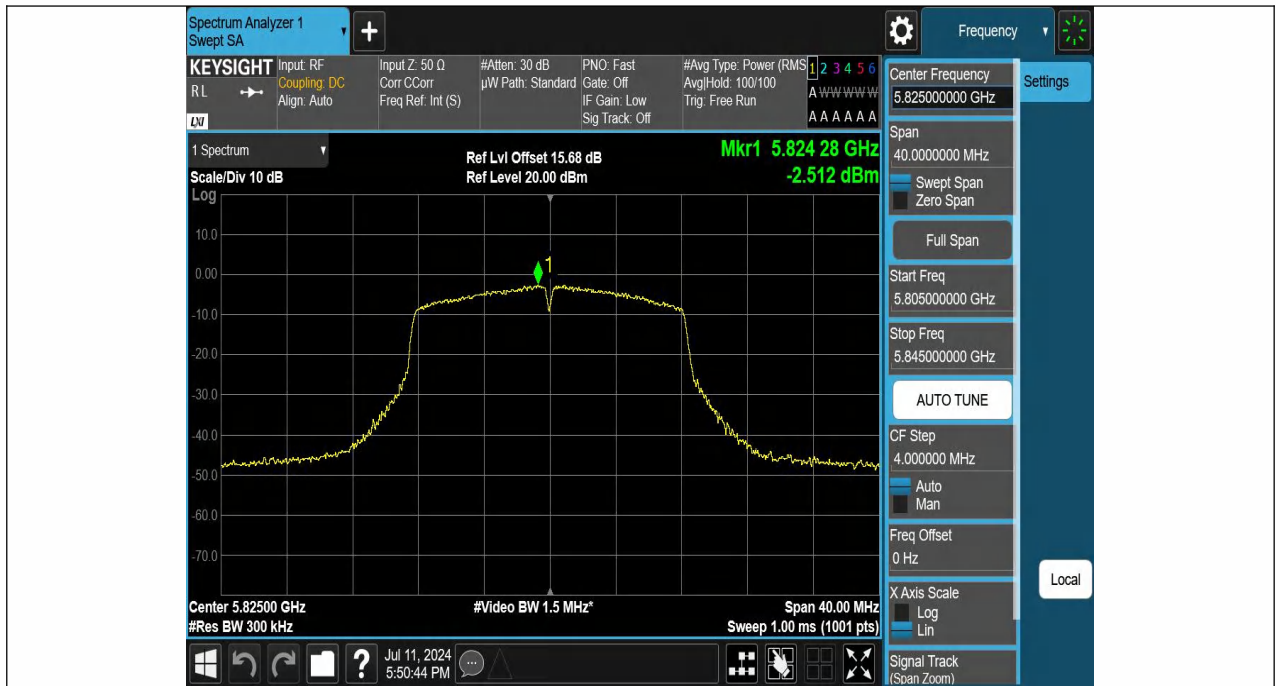 Spectrum Analyzer 1
Swept SA
+
Frequency
KEYSIGHT
RL
LXI
Input: RF
Coupling: DC
Align: Auto
Input Z: 50 Ω
Corr CCorr
Freq Ref: Int (S)
#Atten: 30 dB
µW Path: Standard
PNO: Fast
Gate: Off
IF Gain: Low
Sig Track: Off
#Avg Type: Power (RMS
Avg|Hold: 100/100
Trig: Free Run
1 2 3 4 5 6
A W W W W W
A A A A A A
1 Spectrum
Scale/Div 10 dB
Ref Lvl Offset 15.68 dB
Ref Level 20.00 dBm
Mkr1 5.824 28 GHz
-2.512 dBm
Log
10.0
0.00
-10.0
-20.0
-30.0
-40.0
-50.0
-60.0
-70.0
1
Center 5.82500 GHz
#Res BW 300 kHz
#Video BW 1.5 MHz*
Span 40.00 MHz
Sweep 1.00 ms (1001 pts)
Center Frequency
5.825000000 GHz
Settings
Span
40.0000000 MHz
Swept Span
Zero Span
Full Span
Start Freq
5.805000000 GHz
Stop Freq
5.845000000 GHz
AUTO TUNE
CF Step
4.000000 MHz
Auto
Man
Freq Offset
0 Hz
X Axis Scale
Log
Lin
Signal Track
(Span Zoom)
Local
?
Jul 11, 2024
5:50:44 PM